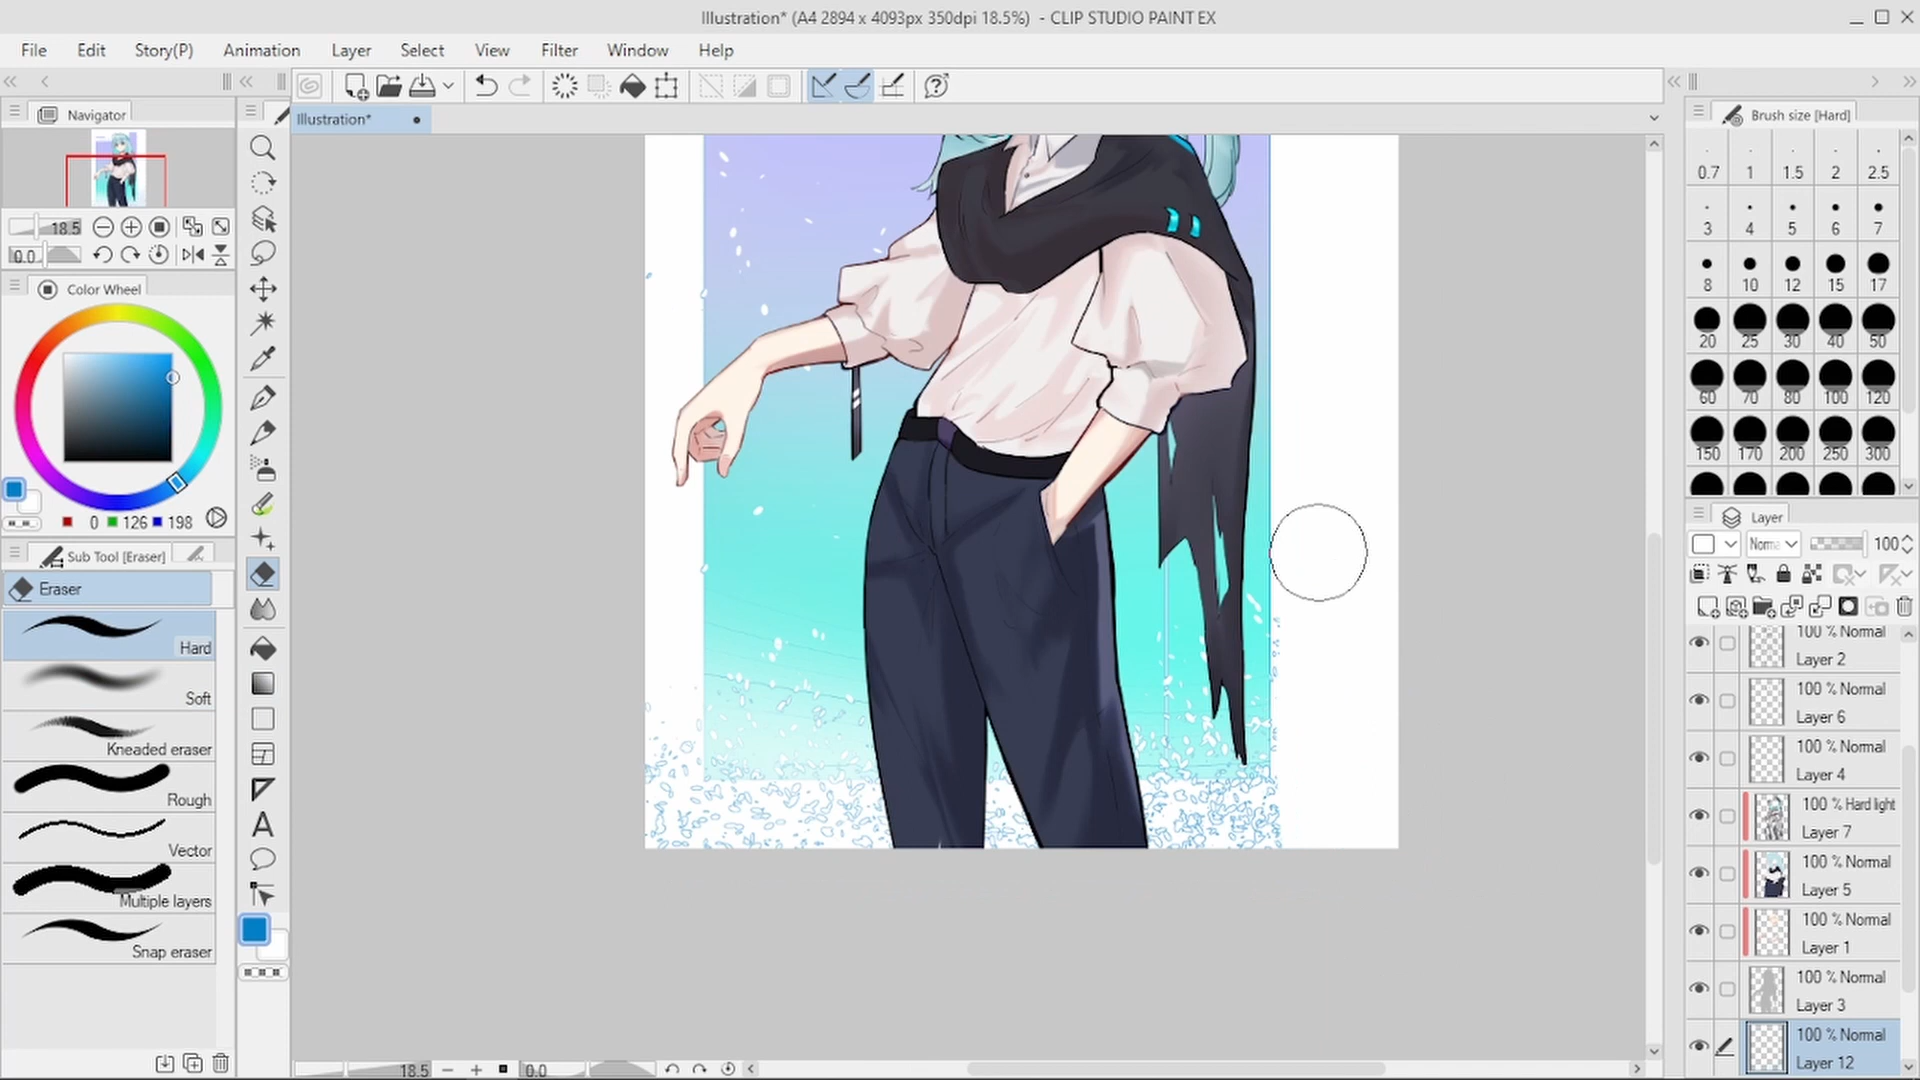 Illustration* (A4 2894 x 4093px 350dpi 18.5%) - CLIP STUDIO PAINT EX
File Edit Story(P) Animation Layer Select View Filter Window Help
Navigator
Illustration*
18.5
0.0
Color Wheel
0 126 198
Sub Tool [Eraser]
Eraser
Hard
Soft
Kneaded eraser
Rough
Vector
Multiple layers
Snap eraser
18.5
0.0
Brush size [Hard]
0.7 1 1.5 2 2.5
3 4 5 6 7
8 10 12 15 17
20 25 30 40 50
60 70 80 100 120
150 170 200 250 300
Layer
Norma 100
100 % Normal
Layer 2
100 % Normal
Layer 6
100 % Normal
Layer 4
100 % Hard light
Layer 7
100 % Normal
Layer 5
100 % Normal
Layer 1
100 % Normal
Layer 3
100 % Normal
Layer 12